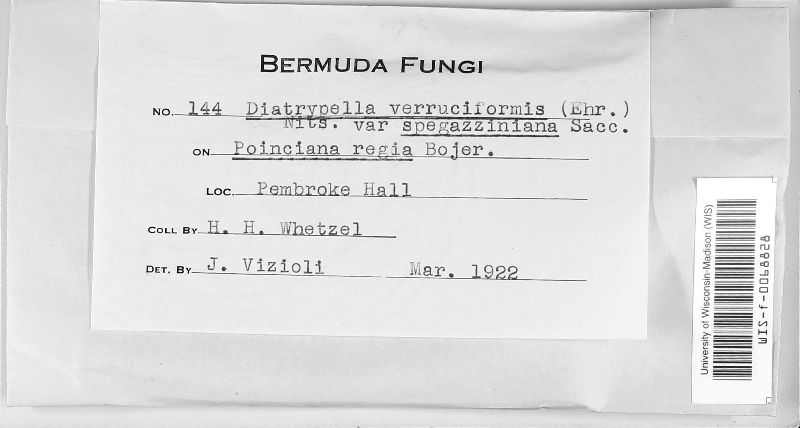 BERMUDA FUNGI
NO. 144 Diatrypella verruciformis (Ehr.)
Nits. var spegazziniana Sacc.
ON Poinciana regia Bojer.
LOC. Pembroke Hall
COLL BY H. H. Whetzel
DET. BY J. Vizioli Mar. 1922
University of Wisconsin-Madison (WIS)
WIS-f-0068828